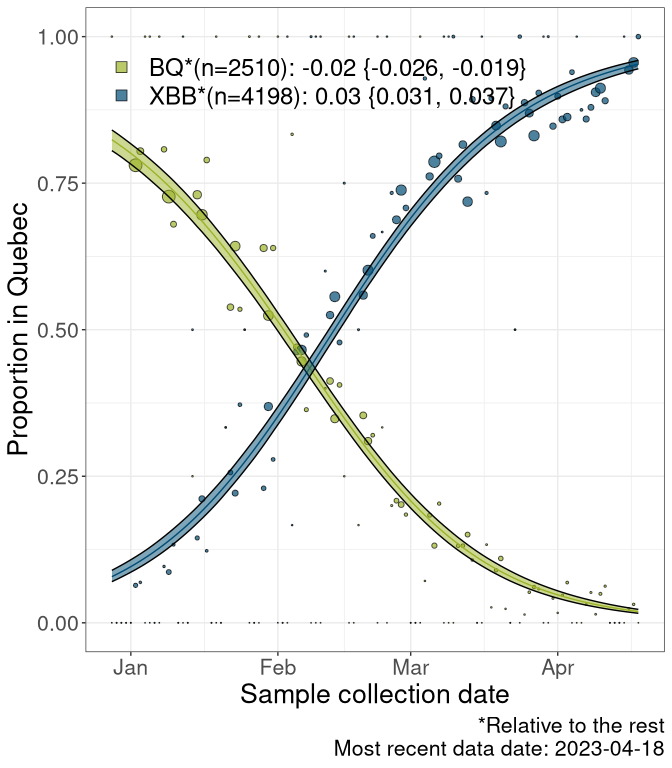 1.00
BQ*(n=2510): -0.02 {-0.026, -0.019}
XBB*(n=4198): 0.03 {0.031, 0.037}
0.75
0.50
0.25
0.00
Proportion in Quebec
Jan Feb Mar Apr
Sample collection date
*Relative to the rest
Most recent data date: 2023-04-18